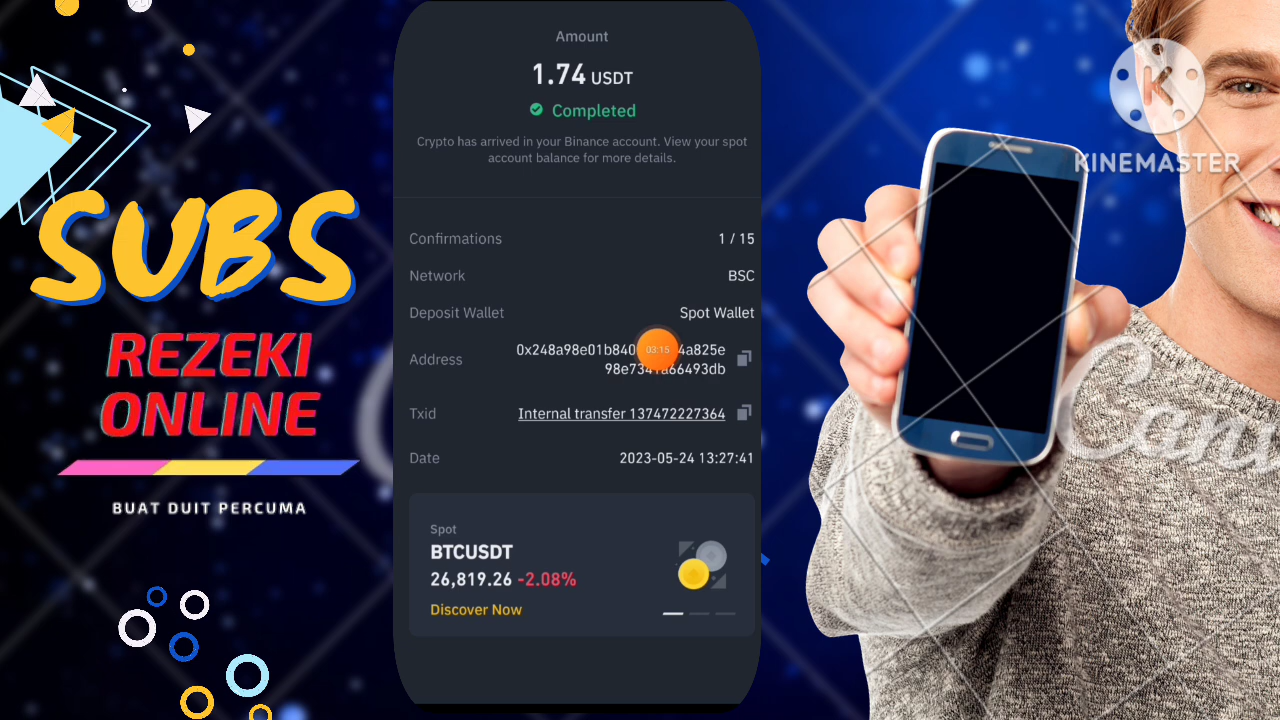 SUBS
REZEKI
ONLINE
BUAT DUIT PERCUMA
Amount
1.74 USDT
Completed
Crypto has arrived in your Binance account. View your spot
account balance for more details.
Confirmations 1 / 15
Network BSC
Deposit Wallet Spot Wallet
Address 0x248a98e01b840 4a825e
03:15
98e734 a66493db
Txid Internal transfer 137472227364
Date 2023-05-24 13:27:41
Spot
BTCUSDT
26,819.26 -2.08%
Discover Now
K
KINEMASTER